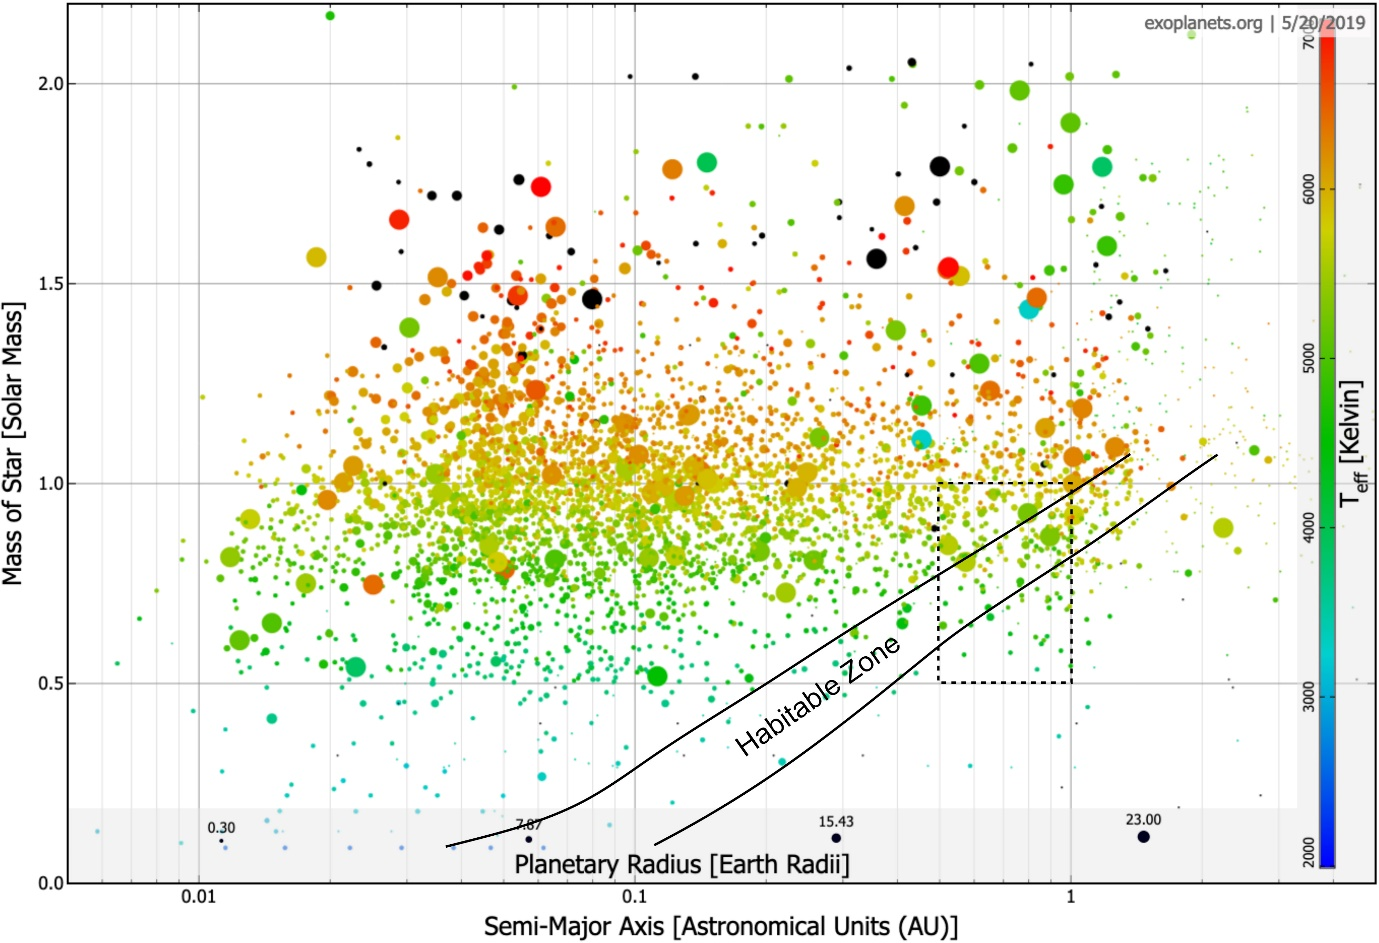 exoplanets.org | 5/20/2019
2.0
1.5
1.0
0.5
0.0
Mass of Star [Solar Mass]
Habitable Zone
0.30
7.87
15.43
23.00
Planetary Radius [Earth Radii]
0.01
0.1
1
Semi-Major Axis [Astronomical Units (AU)]
6000
5000
4000
3000
2000
Teff [Kelvin]